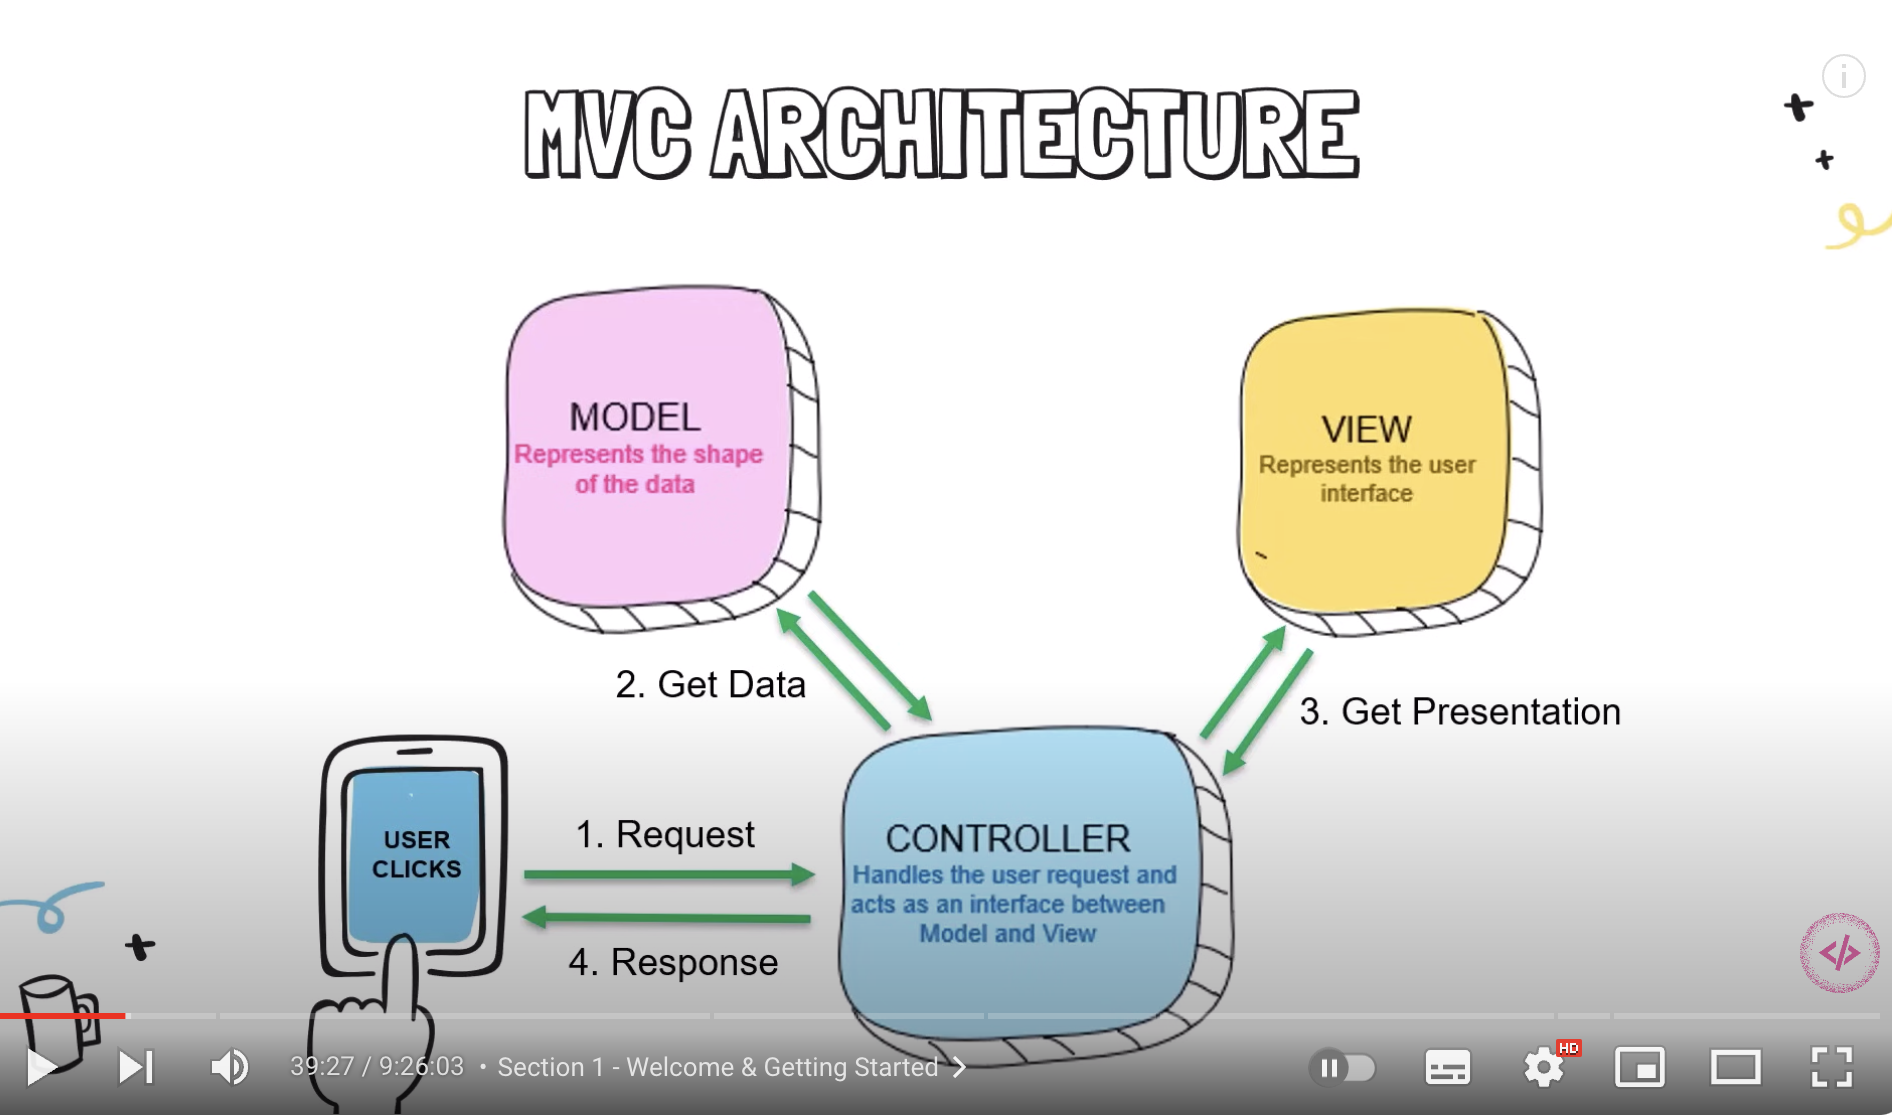 MVC ARCHITECTURE
MODEL
Represents the shape
of the data
VIEW
Represents the user
interface
2. Get Data
3. Get Presentation
USER
CLICKS
1. Request
4. Response
CONTROLLER
Handles the user request and
acts as an interface between
Model and View
</>
39:27 / 9:26:03 • Section 1 - Welcome & Getting Started
HD